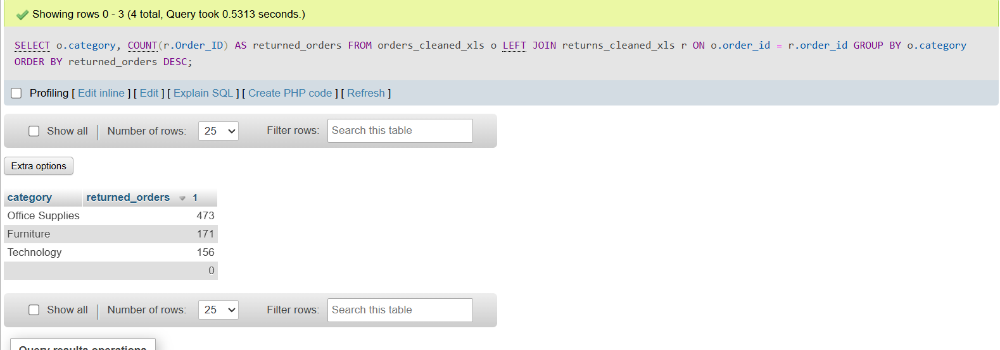 Showing rows 0 - 3 (4 total, Query took 0.5313 seconds.)
SELECT o.category, COUNT(r.Order_ID) AS returned_orders FROM orders_cleaned_xls o LEFT JOIN returns_cleaned_xls r ON o.order_id = r.order_id GROUP BY o.category
ORDER BY returned_orders DESC;
Profiling [ Edit inline ] [ Edit ] [ Explain SQL ] [ Create PHP code ] [ Refresh ]
Show all Number of rows: 25 Filter rows: Search this table
Extra options
category returned_orders 1
Office Supplies 473
Furniture 171
Technology 156
0
Show all Number of rows: 25 Filter rows: Search this table
Query results operations